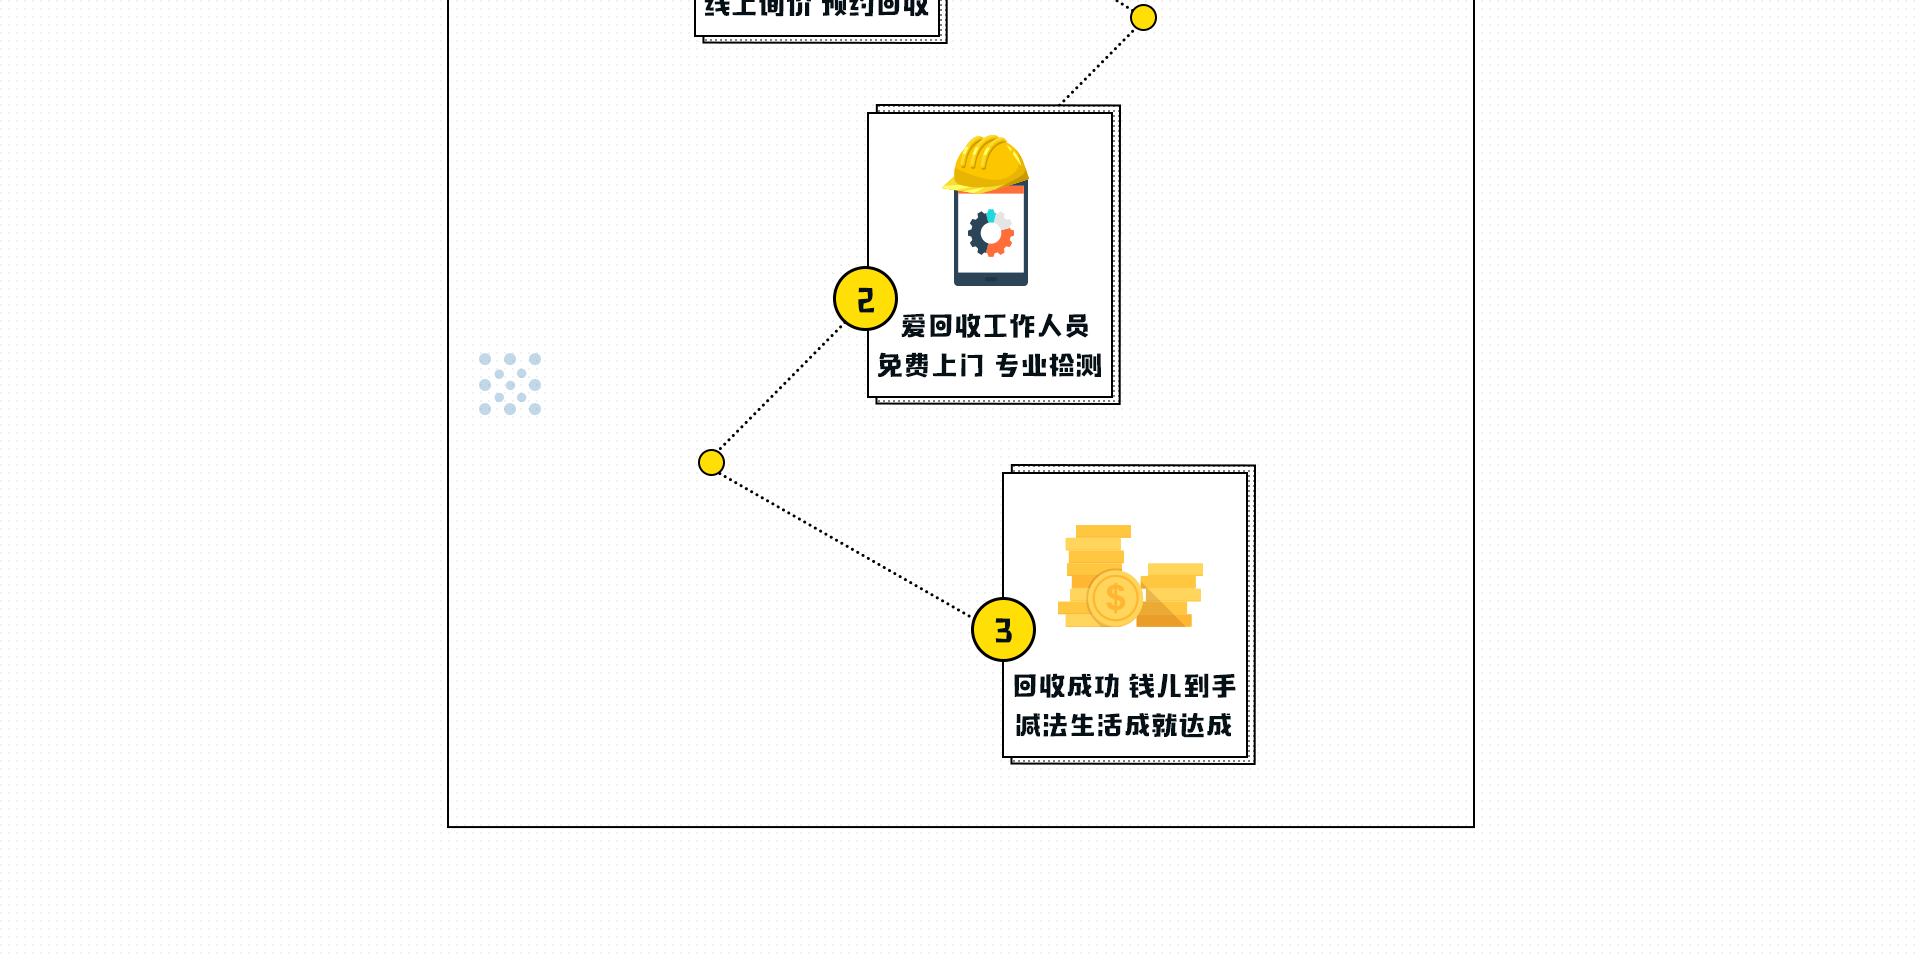 线上询价 预约回收
2
爱回收工作人员
免费上门 专业捡测
$
3
回收成功 钱儿到手
减法生活成就达成